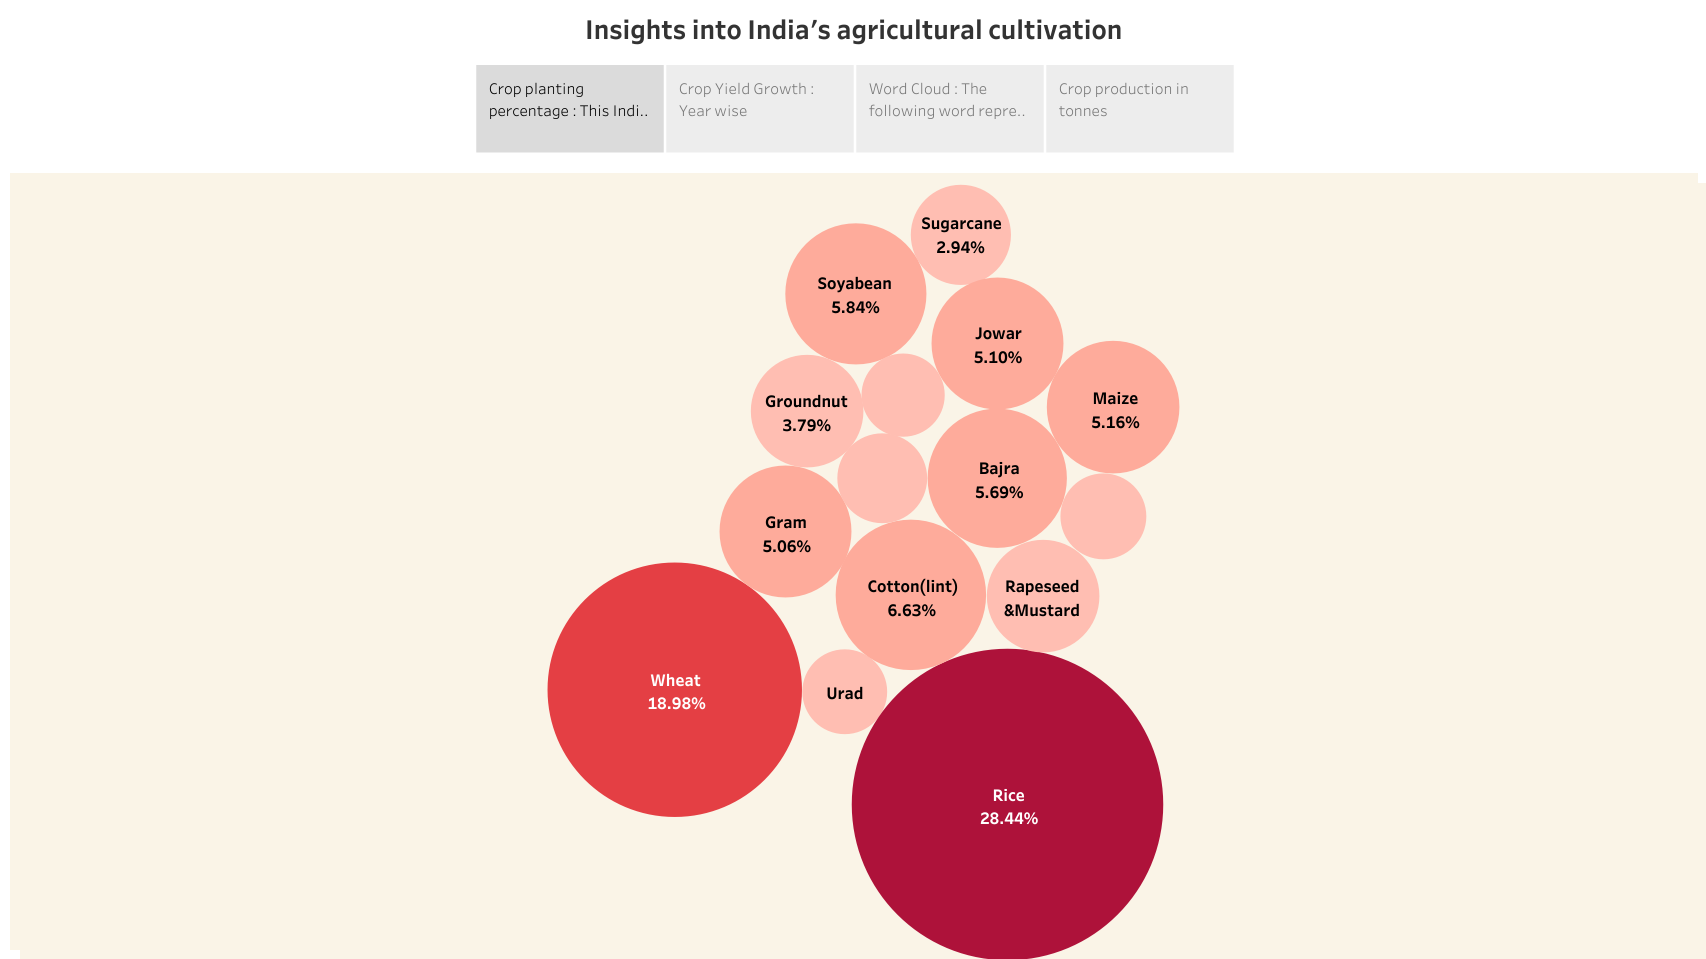 Insights into India’s agricultural cultivation
Crop planting
percentage : This Indi..
Crop Yield Growth :
Year wise
Word Cloud : The
following word repre..
Crop production in
tonnes
Sugarcane
2.94%
Soyabean
5.84%
Jowar
5.10%
Maize
5.16%
Groundnut
3.79%
Bajra
5.69%
Gram
5.06%
Cotton(lint)
6.63%
Rapeseed
&Mustard
Wheat
18.98%
Urad
Rice
28.44%